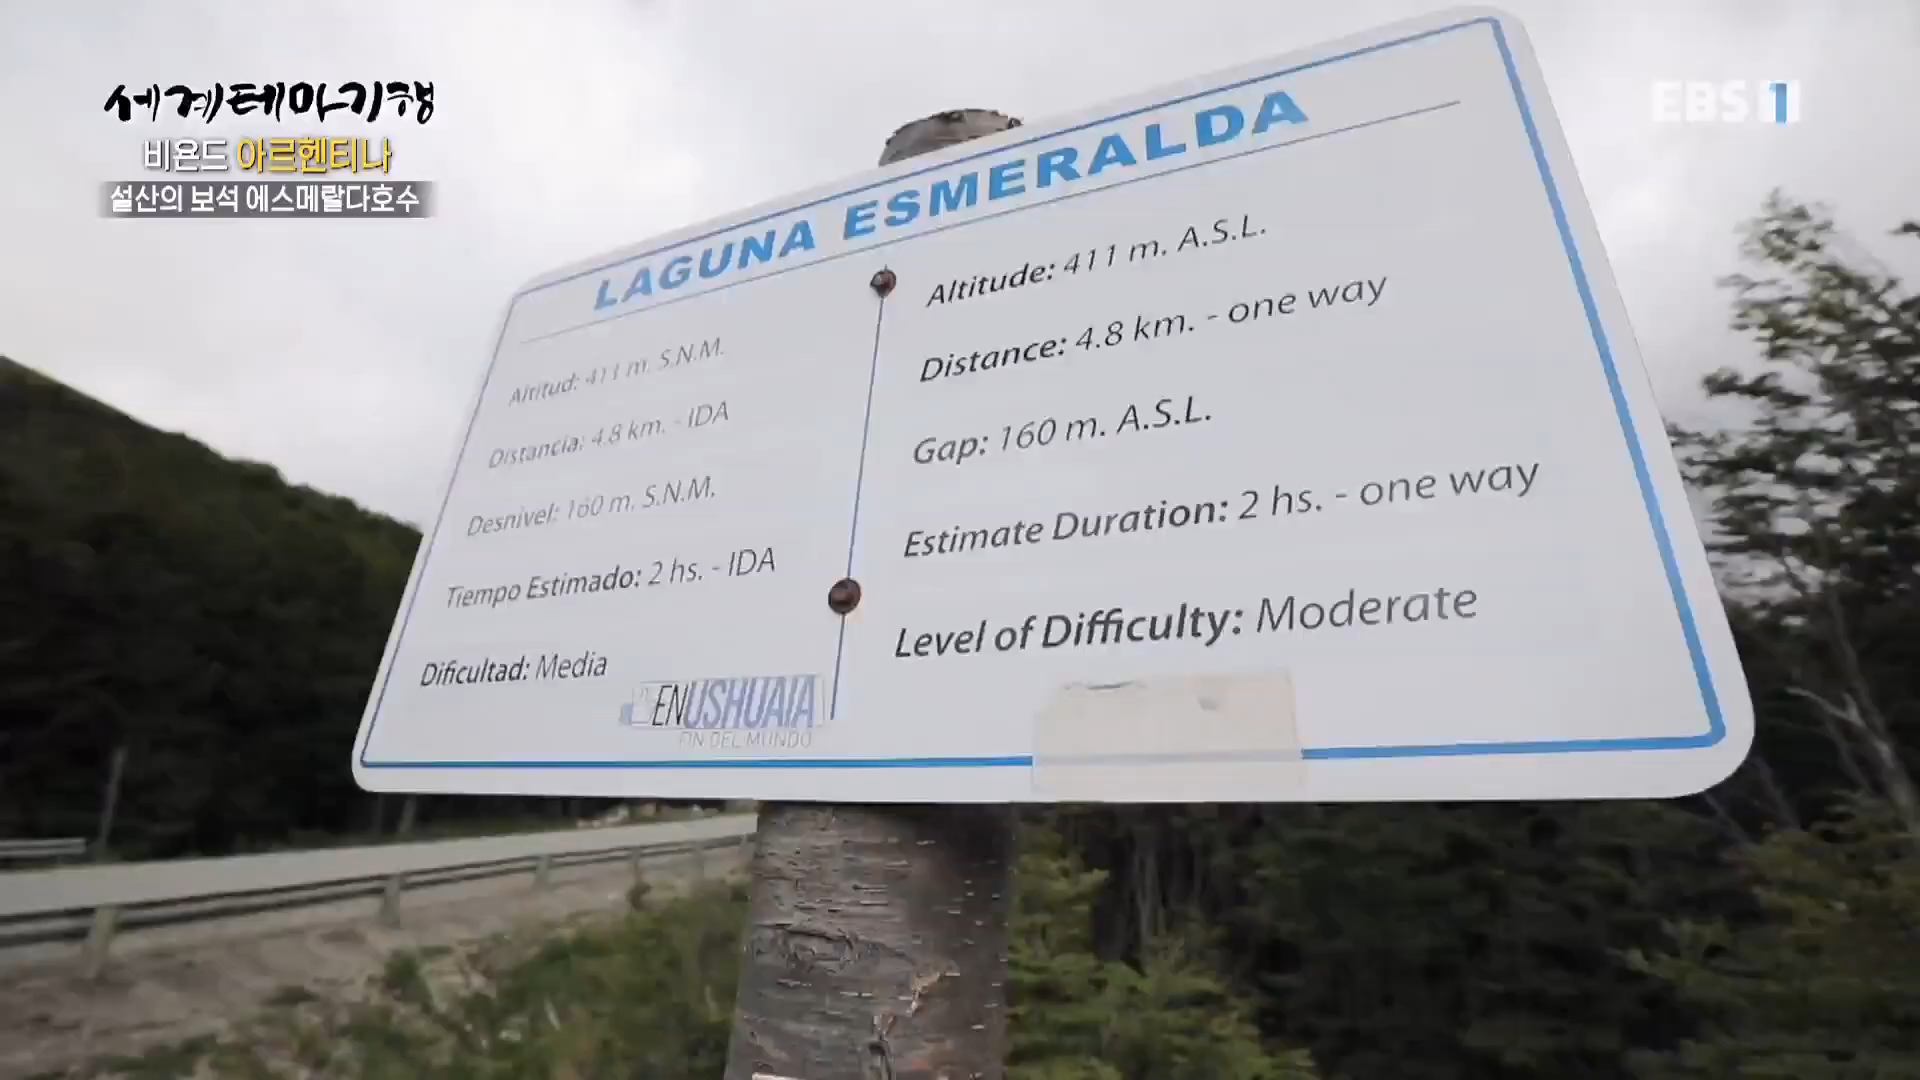 세계테마기행
비욘드 아르헨티나
설산의 보석 에스메랄다호수
EBS 1
LAGUNA ESMERALDA
Altitud: 411 m. S.N.M.
Distancia: 4.8 km. - IDA
Desnivel: 160 m. S.N.M.
Tiempo Estimado: 2 hs. - IDA
Dificultad: Media
ENUSHUAIA
FIN DEL MUNDO
Altitude: 411 m. A.S.L.
Distance: 4.8 km. - one way
Gap: 160 m. A.S.L.
Estimate Duration: 2 hs. - one way
Level of Difficulty: Moderate